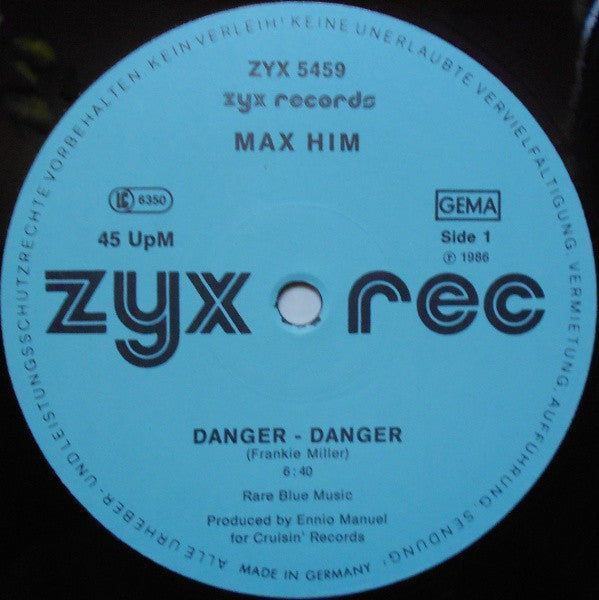 ALLE URHEBER- UND LEISTUNGSSCHUTZRECHTE VORBEHALTEN. KEIN VERLEIH! KEINE UNERLAUBTE VERVIELFÄLTIGUNG, VERMIETUNG, AUFFÜHRUNG, SENDUNG!
ZYX 5459
zyx records
MAX HIM
LC 6350
GEMA
45 UpM
Side 1
℗ 1986
zyx rec
DANGER - DANGER
(Frankie Miller)
6:40
Rare Blue Music
Produced by Ennio Manuel
for Cruisin' Records
MADE IN GERMANY